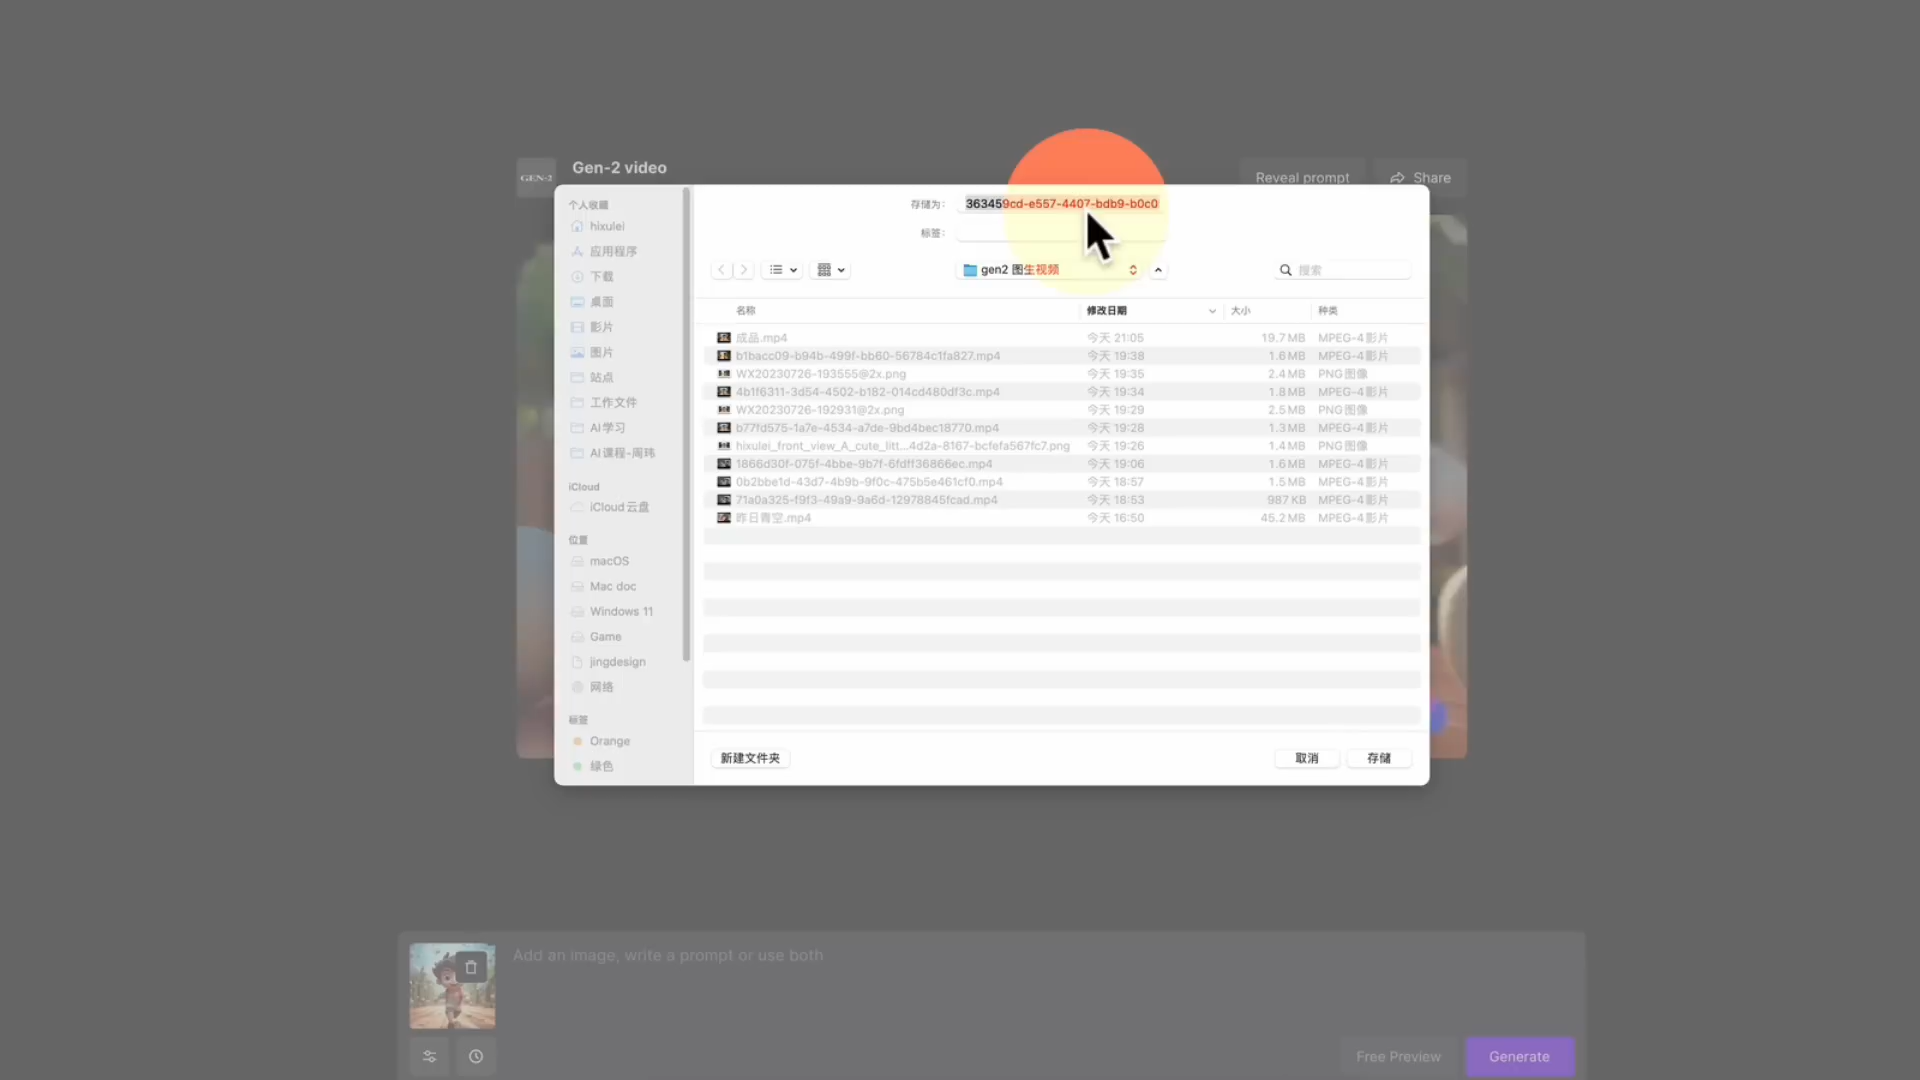 GEN-2
Gen-2 video
Reveal prompt
Share
个人收藏
hixulei
应用程序
下载
桌面
影片
图片
站点
工作文件
AI学习
AI课程-周玮
iCloud
iCloud云盘
位置
macOS
Mac doc
Windows 11
Game
jingdesign
网络
标签
Orange
绿色
存储为: 363459cd-e557-4407-bdb9-b0c0
标签:
gen2 图生视频
搜索
名称 修改日期 大小 种类
成品.mp4 今天 21:05 19.7 MB MPEG-4影片
b1bacc09-b94b-499f-bb60-56784c1fa827.mp4 今天 19:38 1.6 MB MPEG-4影片
WX20230726-193555@2x.png 今天 19:35 2.4 MB PNG图像
4b1f6311-3d54-4502-b182-014cd480df3c.mp4 今天 19:34 1.8 MB MPEG-4影片
WX20230726-192931@2x.png 今天 19:29 2.5 MB PNG图像
b77fd575-1a7e-4534-a7de-9bd4bec18770.mp4 今天 19:28 1.3 MB MPEG-4影片
hixulei_front_view_A_cute_litt...4d2a-8167-bcfefa567fc7.png 今天 19:26 1.4 MB PNG图像
1866d30f-075f-4bbe-9b7f-6fdff36866ec.mp4 今天 19:06 1.6 MB MPEG-4影片
0b2bbe1d-43d7-4b9b-9f0c-475b5e461cf0.mp4 今天 18:57 1.5 MB MPEG-4影片
71a0a325-f9f3-49a9-9a6d-12978845fcad.mp4 今天 18:53 987 KB MPEG-4影片
昨日青空.mp4 今天 16:50 45.2 MB MPEG-4影片
新建文件夹
取消
存储
Add an image, write a prompt or use both
Free Preview
Generate